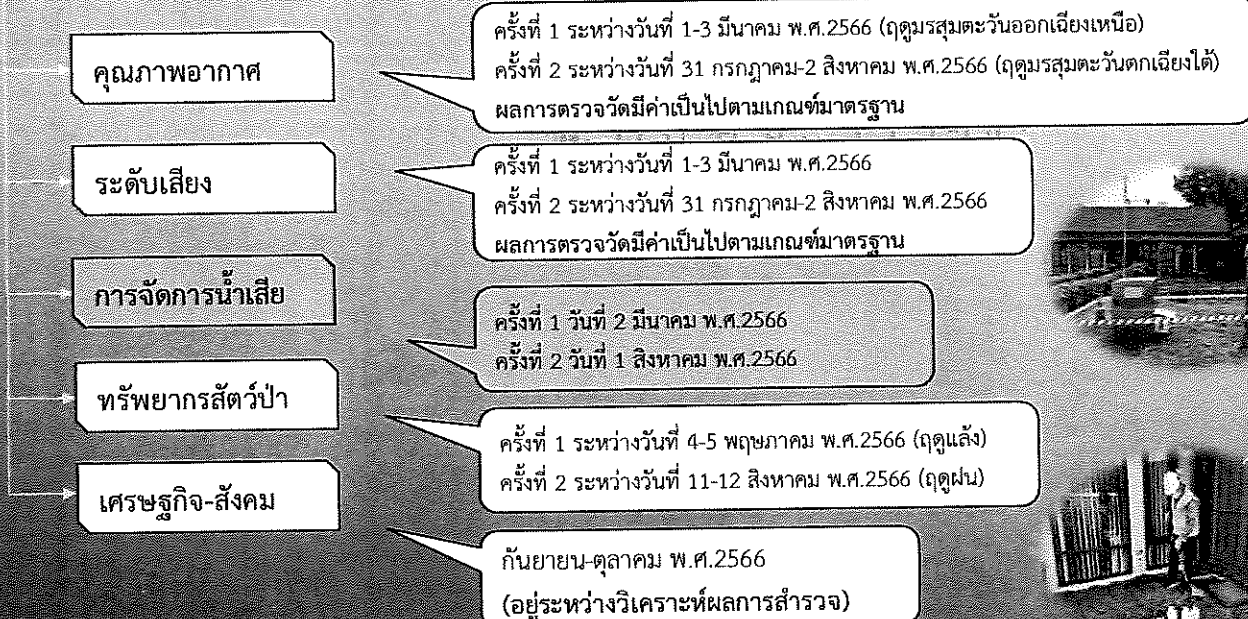 คุณภาพอากาศ
ครั้งที่ 1 ระหว่างวันที่ 1-3 มีนาคม พ.ศ.2566 (ฤดูมรสุมตะวันออกเฉียงเหนือ)
ครั้งที่ 2 ระหว่างวันที่ 31 กรกฎาคม-2 สิงหาคม พ.ศ.2566 (ฤดูมรสุมตะวันตกเฉียงใต้)
ผลการตรวจวัดมีค่าเป็นไปตามเกณฑ์มาตรฐาน
ระดับเสียง
ครั้งที่ 1 ระหว่างวันที่ 1-3 มีนาคม พ.ศ.2566
ครั้งที่ 2 ระหว่างวันที่ 31 กรกฎาคม-2 สิงหาคม พ.ศ.2566
ผลการตรวจวัดมีค่าเป็นไปตามเกณฑ์มาตรฐาน
การจัดการน้ำเสีย
ครั้งที่ 1 วันที่ 2 มีนาคม พ.ศ.2566
ครั้งที่ 2 วันที่ 1 สิงหาคม พ.ศ.2566
ทรัพยากรสัตว์ป่า
ครั้งที่ 1 ระหว่างวันที่ 4-5 พฤษภาคม พ.ศ.2566 (ฤดูแล้ง)
ครั้งที่ 2 ระหว่างวันที่ 11-12 สิงหาคม พ.ศ.2566 (ฤดูฝน)
เศรษฐกิจ-สังคม
กันยายน-ตุลาคม พ.ศ.2566
(อยู่ระหว่างวิเคราะห์ผลการสำรวจ)